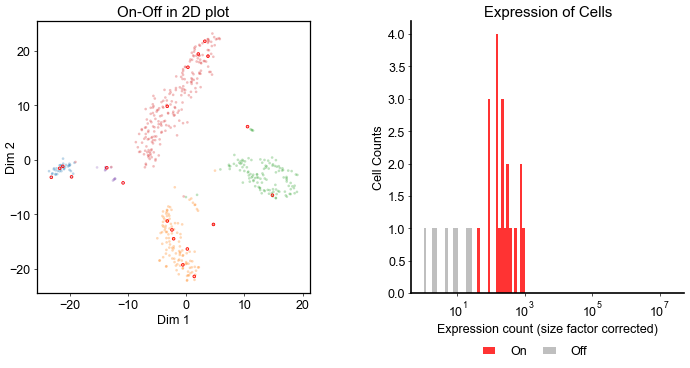 On-Off in 2D plot
Dim 2
20
10
0
−10
−20
−20 −10 0 10 20
Dim 1
Expression of Cells
Cell Counts
4.0
3.5
3.0
2.5
2.0
1.5
1.0
0.5
0.0
10¹ 10³ 10⁵ 10⁷
Expression count (size factor corrected)
On Off